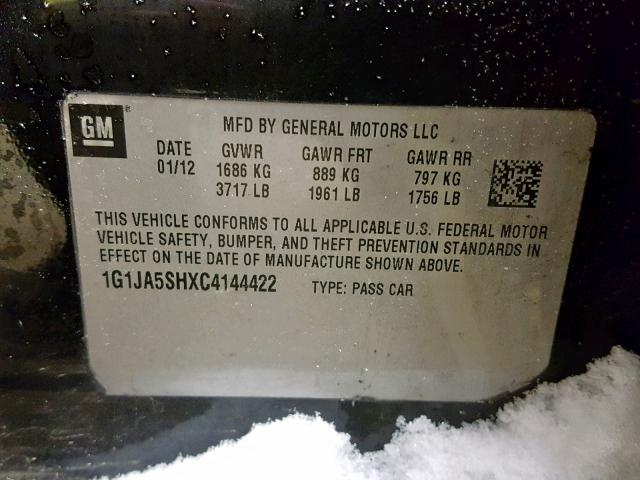 GM
MFD BY GENERAL MOTORS LLC
DATE GVWR GAWR FRT GAWR RR
01/12 1686 KG 889 KG 797 KG
3717 LB 1961 LB 1756 LB
THIS VEHICLE CONFORMS TO ALL APPLICABLE U.S. FEDERAL MOTOR
VEHICLE SAFETY, BUMPER, AND THEFT PREVENTION STANDARDS IN
EFFECT ON THE DATE OF MANUFACTURE SHOWN ABOVE.
1G1JA5SHXC4144422 TYPE: PASS CAR